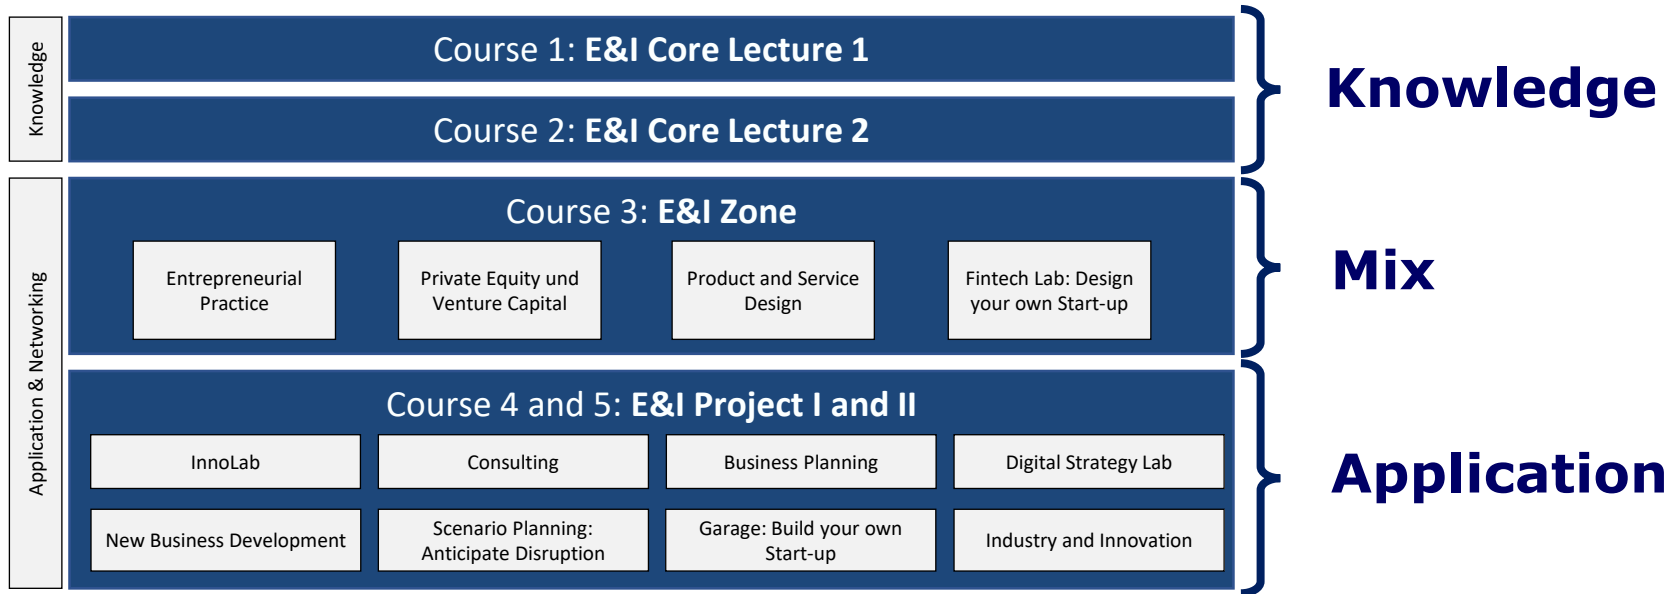 Knowledge
Course 1: E&I Core Lecture 1
Course 2: E&I Core Lecture 2
Knowledge
Application & Networking
Course 3: E&I Zone
Entrepreneurial
Practice
Private Equity und
Venture Capital
Product and Service
Design
Fintech Lab: Design
your own Start-up
Mix
Course 4 and 5: E&I Project I and II
InnoLab
Consulting
Business Planning
Digital Strategy Lab
New Business Development
Scenario Planning:
Anticipate Disruption
Garage: Build your own
Start-up
Industry and Innovation
Application